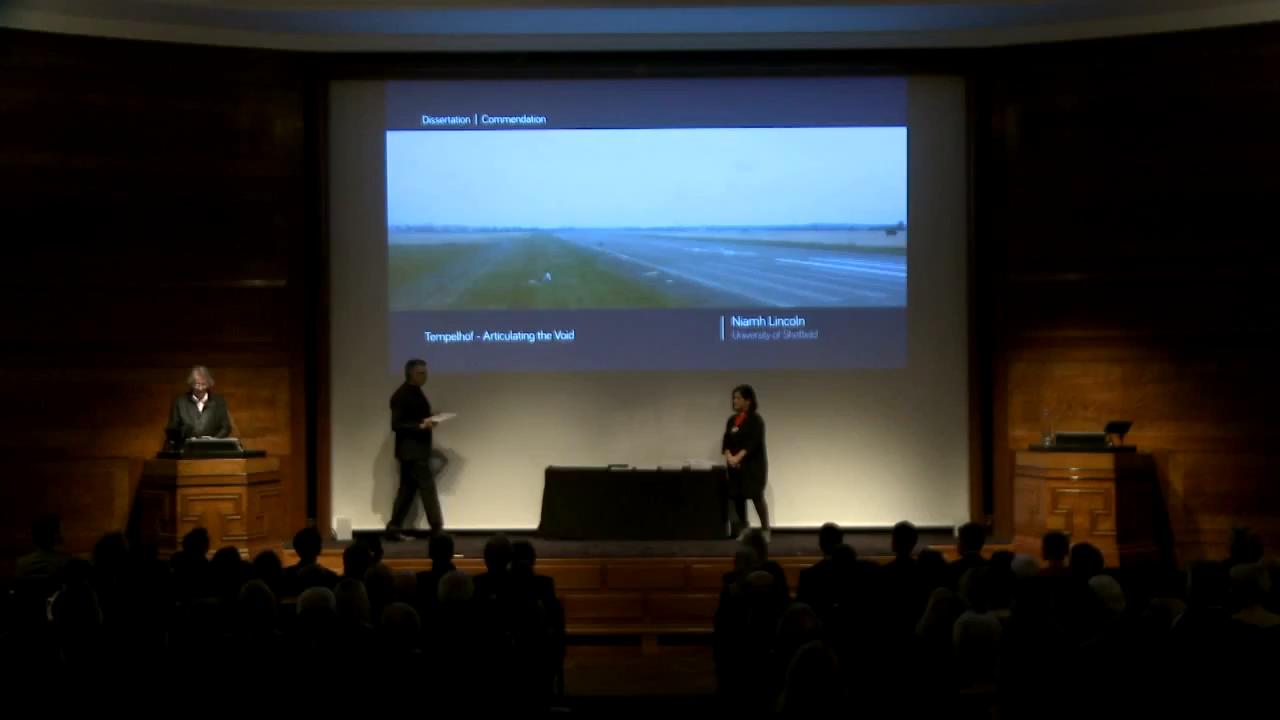 Dissertation | Commendation
Tempelhof - Articulating the Void
Niamh Lincoln
University of Sheffield